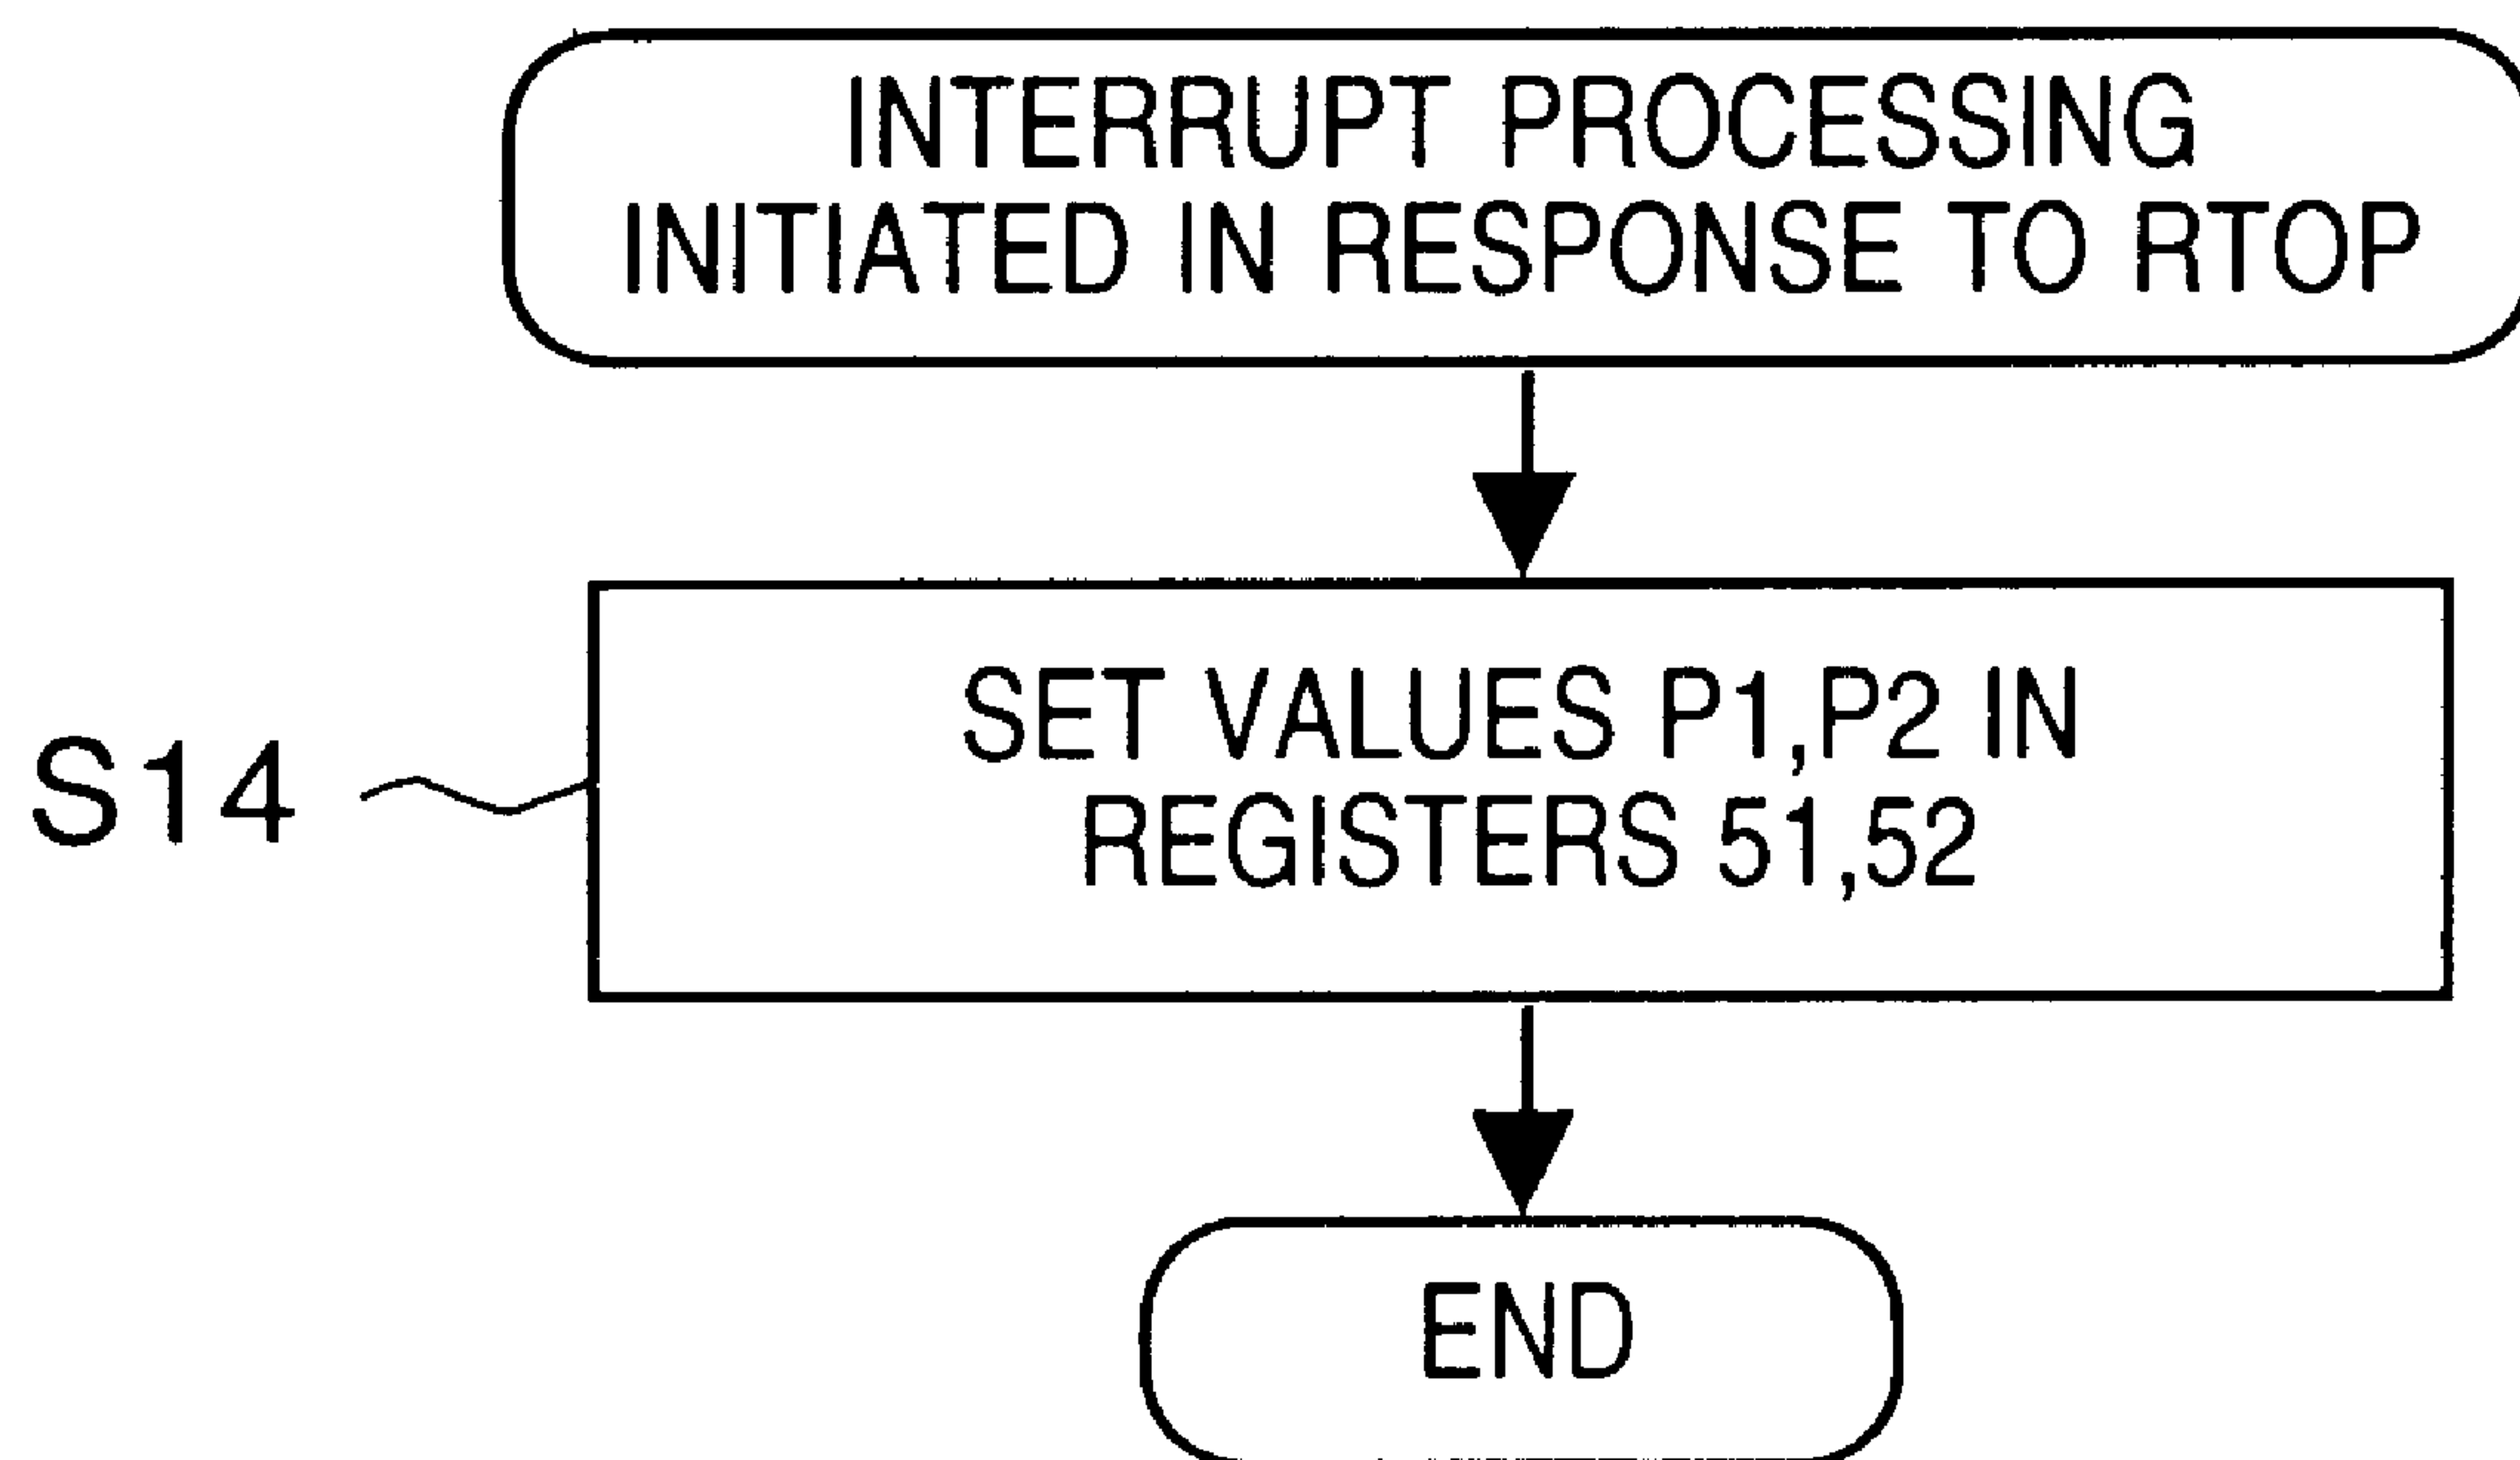 INTERRUPT PROCESSING
INITIATED IN RESPONSE TO RTOP
SET VALUES P1,P2 IN
REGISTERS 51,52
S14
END